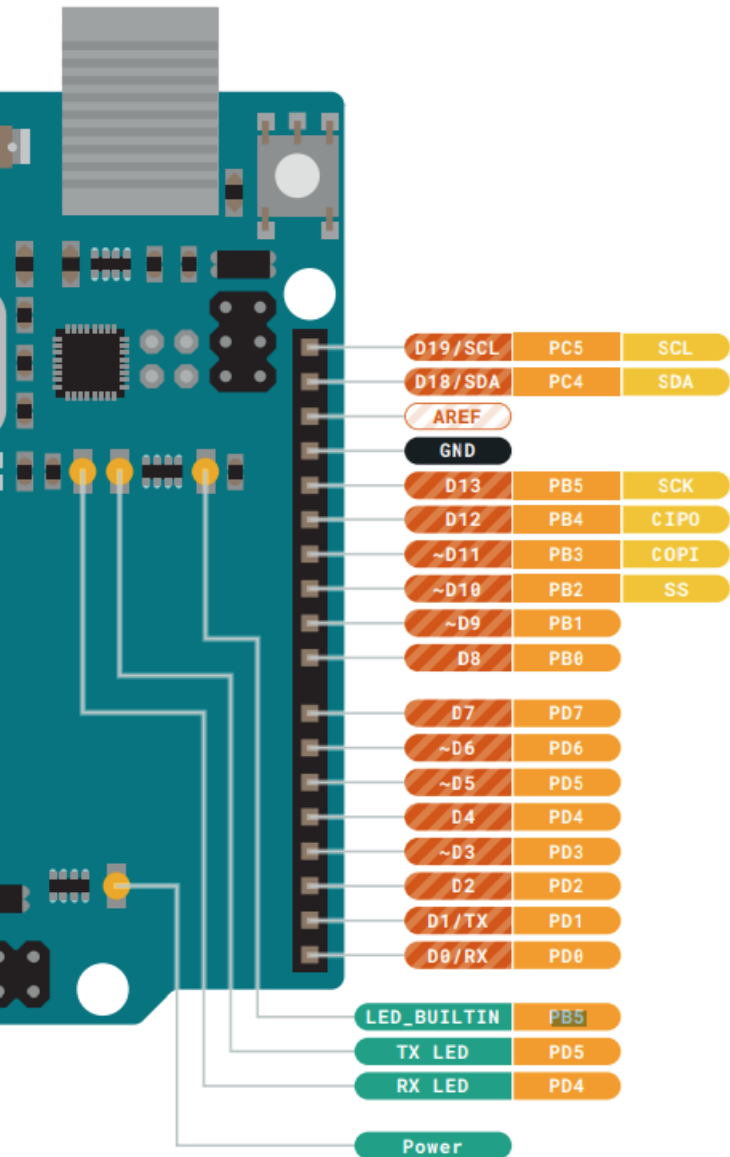 D19/SCL PC5 SCL
D18/SDA PC4 SDA
AREF
GND
D13 PB5 SCK
D12 PB4 CIPO
~D11 PB3 COPI
~D10 PB2 SS
~D9 PB1
D8 PB0
D7 PD7
~D6 PD6
~D5 PD5
D4 PD4
~D3 PD3
D2 PD2
D1/TX PD1
D0/RX PD0
LED_BUILTIN PB5
TX LED PD5
RX LED PD4
Power